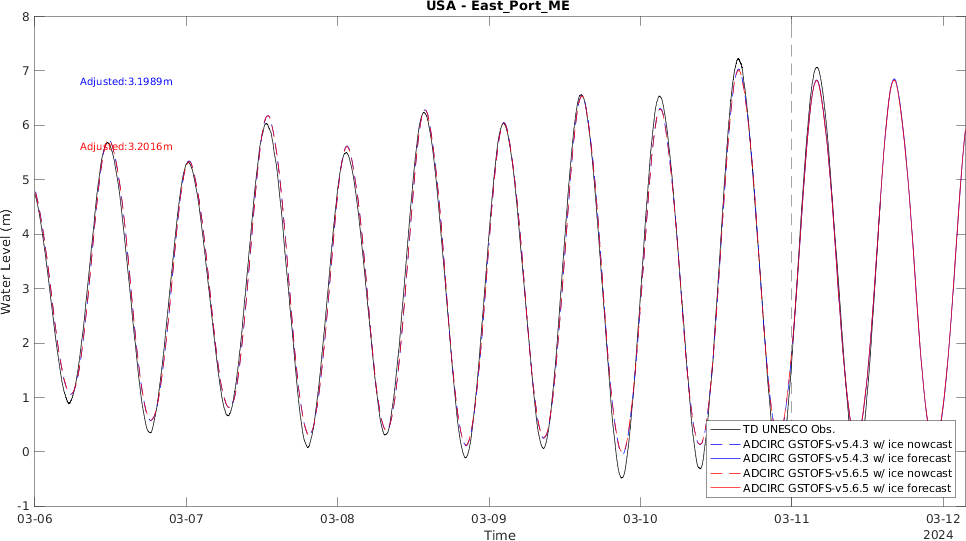 USA - East_Port_ME
8
7
6
5
4
3
2
1
0
-1
Water Level (m)
Adjusted:3.1989m
Adjusted:3.2016m
TD UNESCO Obs.
ADCIRC GSTOFS-v5.4.3 w/ ice nowcast
ADCIRC GSTOFS-v5.4.3 w/ ice forecast
ADCIRC GSTOFS-v5.6.5 w/ ice nowcast
ADCIRC GSTOFS-v5.6.5 w/ ice forecast
03-06 03-07 03-08 03-09 03-10 03-11 03-12
Time
2024